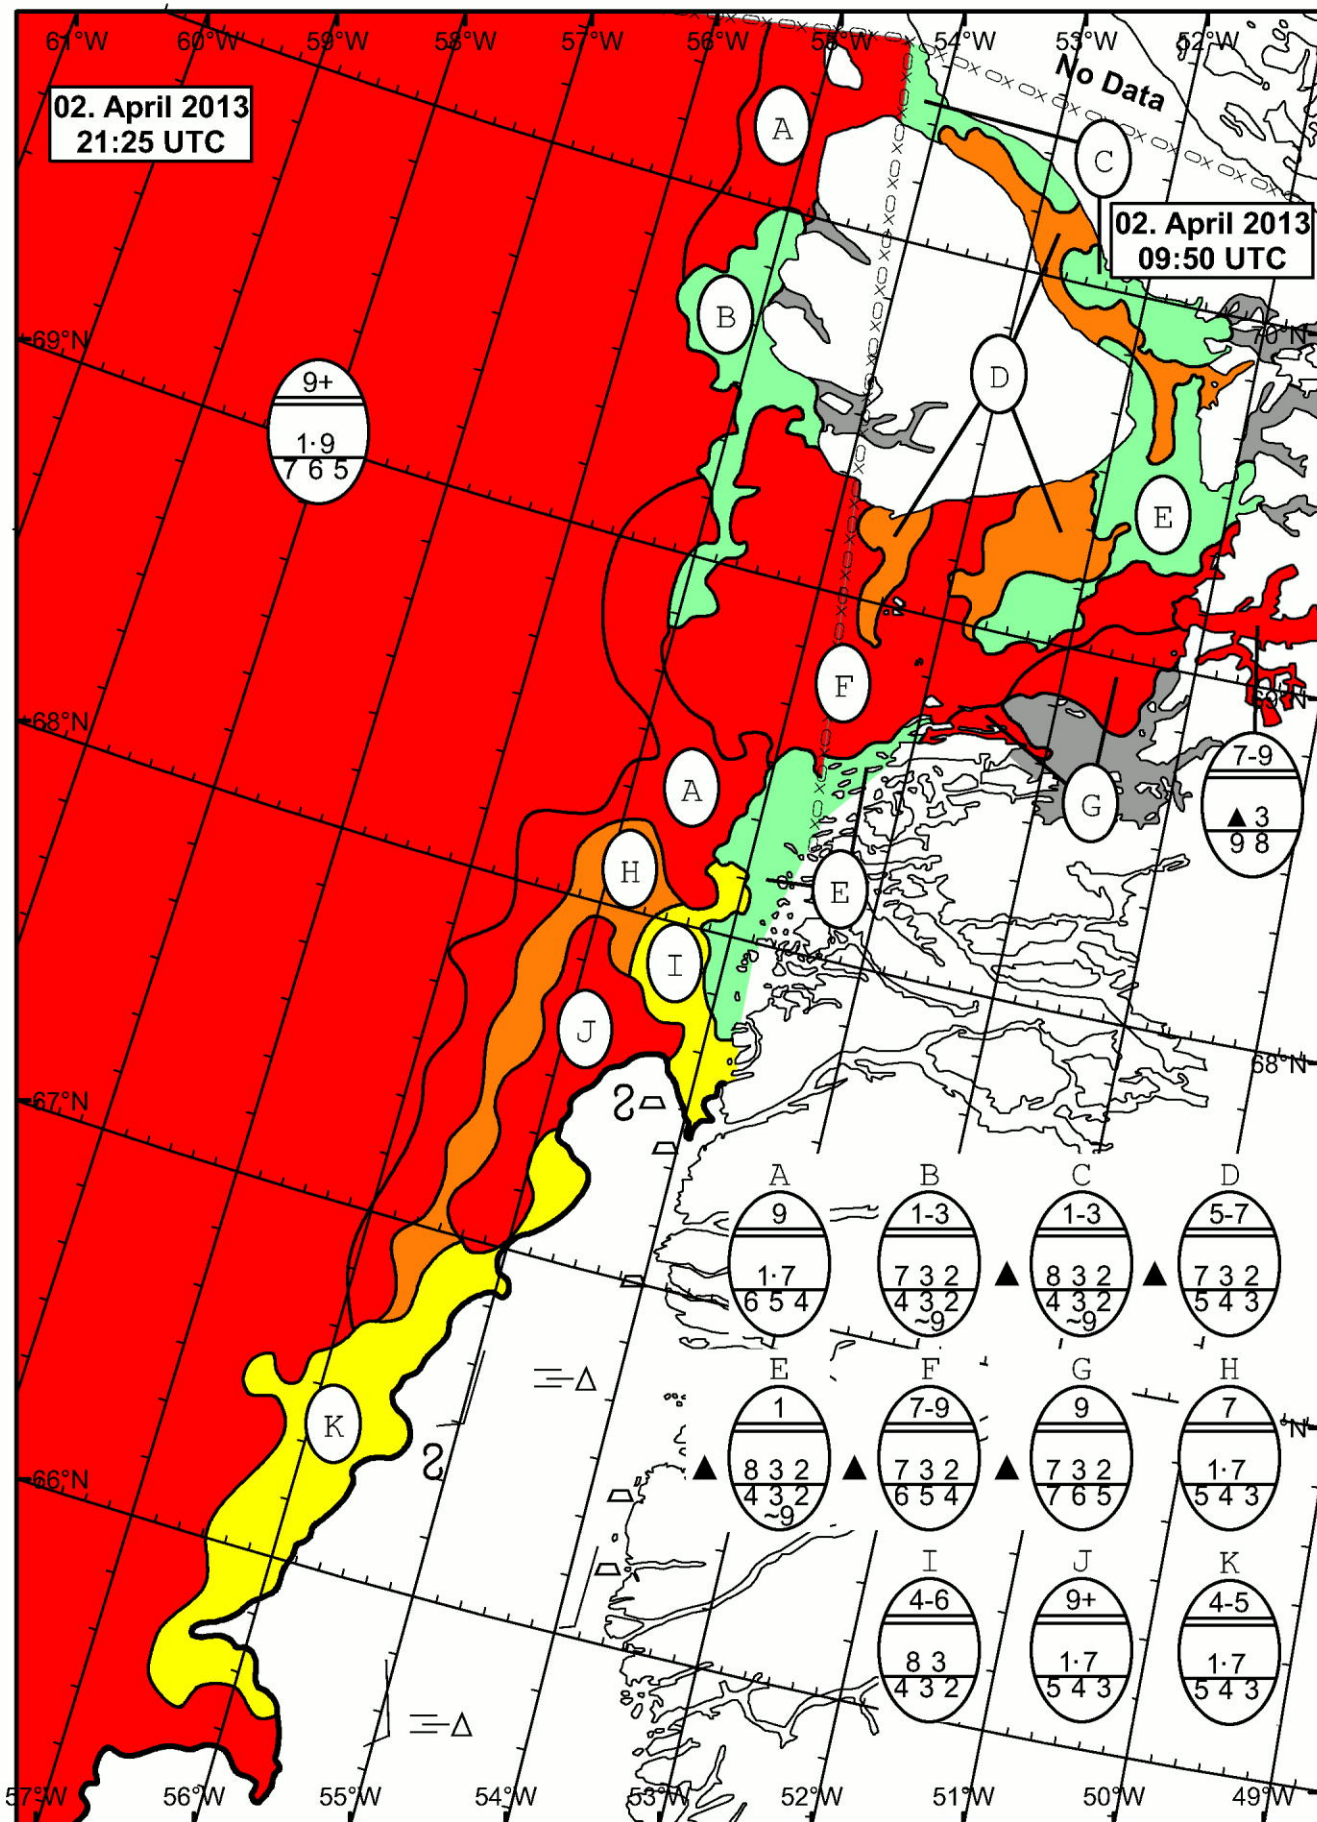 61°W 60°W 59°W 58°W 57°W 56°W 55°W 54°W 53°W 52°W
No Data
02. April 2013
21:25 UTC
A
C
02. April 2013
09:50 UTC
B
70°N
69°N
D
9+
1·9
7 6 5
E
F
69°N
68°N
A
G
7-9
▲ 3
9 8
H
E
I
J
68°N
67°N
A B C D
9 1-3 1-3 5-7
1·7 7 3 2 ▲ 8 3 2 ▲ 7 3 2
6 5 4 4 3 2 4 3 2 5 4 3
~9 ~9
E F G H
K
1 7-9 9 7
°N
▲ 8 3 2 ▲ 7 3 2 ▲ 7 3 2 1·7
4 3 2 6 5 4 7 6 5 5 4 3
~9
66°N
I J K
4-6 9+ 4-5
8 3 1·7 1·7
4 3 2 5 4 3 5 4 3
57°W 56°W 55°W 54°W 53°W 52°W 51°W 50°W 49°W